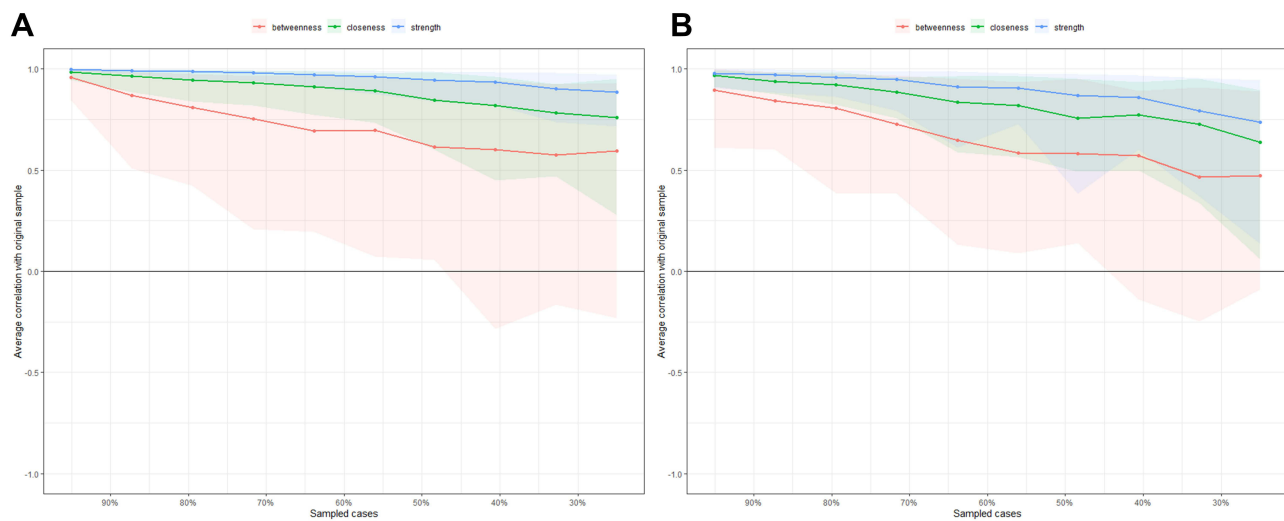 A
betweenness closeness strength
Average correlation with original sample
1.0
0.5
0.0
-0.5
-1.0
90% 80% 70% 60% 50% 40% 30%
Sampled cases
B
betweenness closeness strength
Average correlation with original sample
1.0
0.5
0.0
-0.5
-1.0
90% 80% 70% 60% 50% 40% 30%
Sampled cases